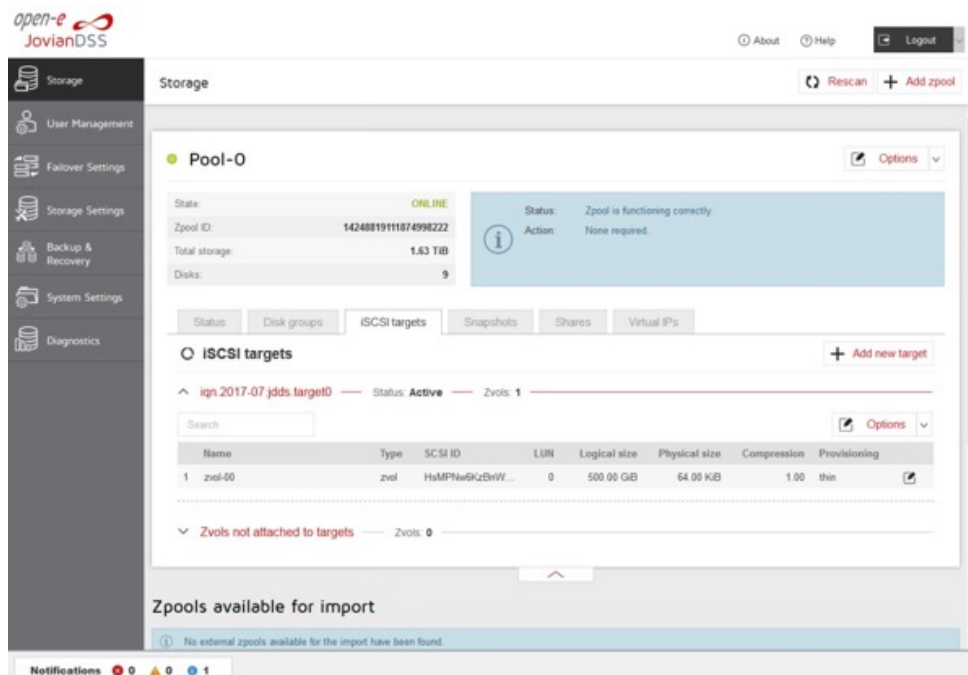 open-e
JovianDSS
About Help Logout
Storage
User Management
Failover Settings
Storage Settings
Backup &
Recovery
System Settings
Diagnostics
Storage
Rescan + Add zpool
Pool-0
Options
State: ONLINE
Zpool ID: 14248819111874998222
Total storage: 1.63 TiB
Disks: 9
Status: Zpool is functioning correctly.
Action: None required.
Status Disk groups iSCSI targets Snapshots Shares Virtual IPs
iSCSI targets
+ Add new target
iqn.2017-07.jdds.target0 Status: Active Zvols: 1
Search
Options
Name Type SCSI ID LUN Logical size Physical size Compression Provisioning
1 zvol-00 zvol HsMPNw6KzBnW... 0 500.00 GiB 64.00 KiB 1.00 thin
Zvols not attached to targets Zvols: 0
Zpools available for import
No external zpools available for the import have been found.
Notifications 0 0 1